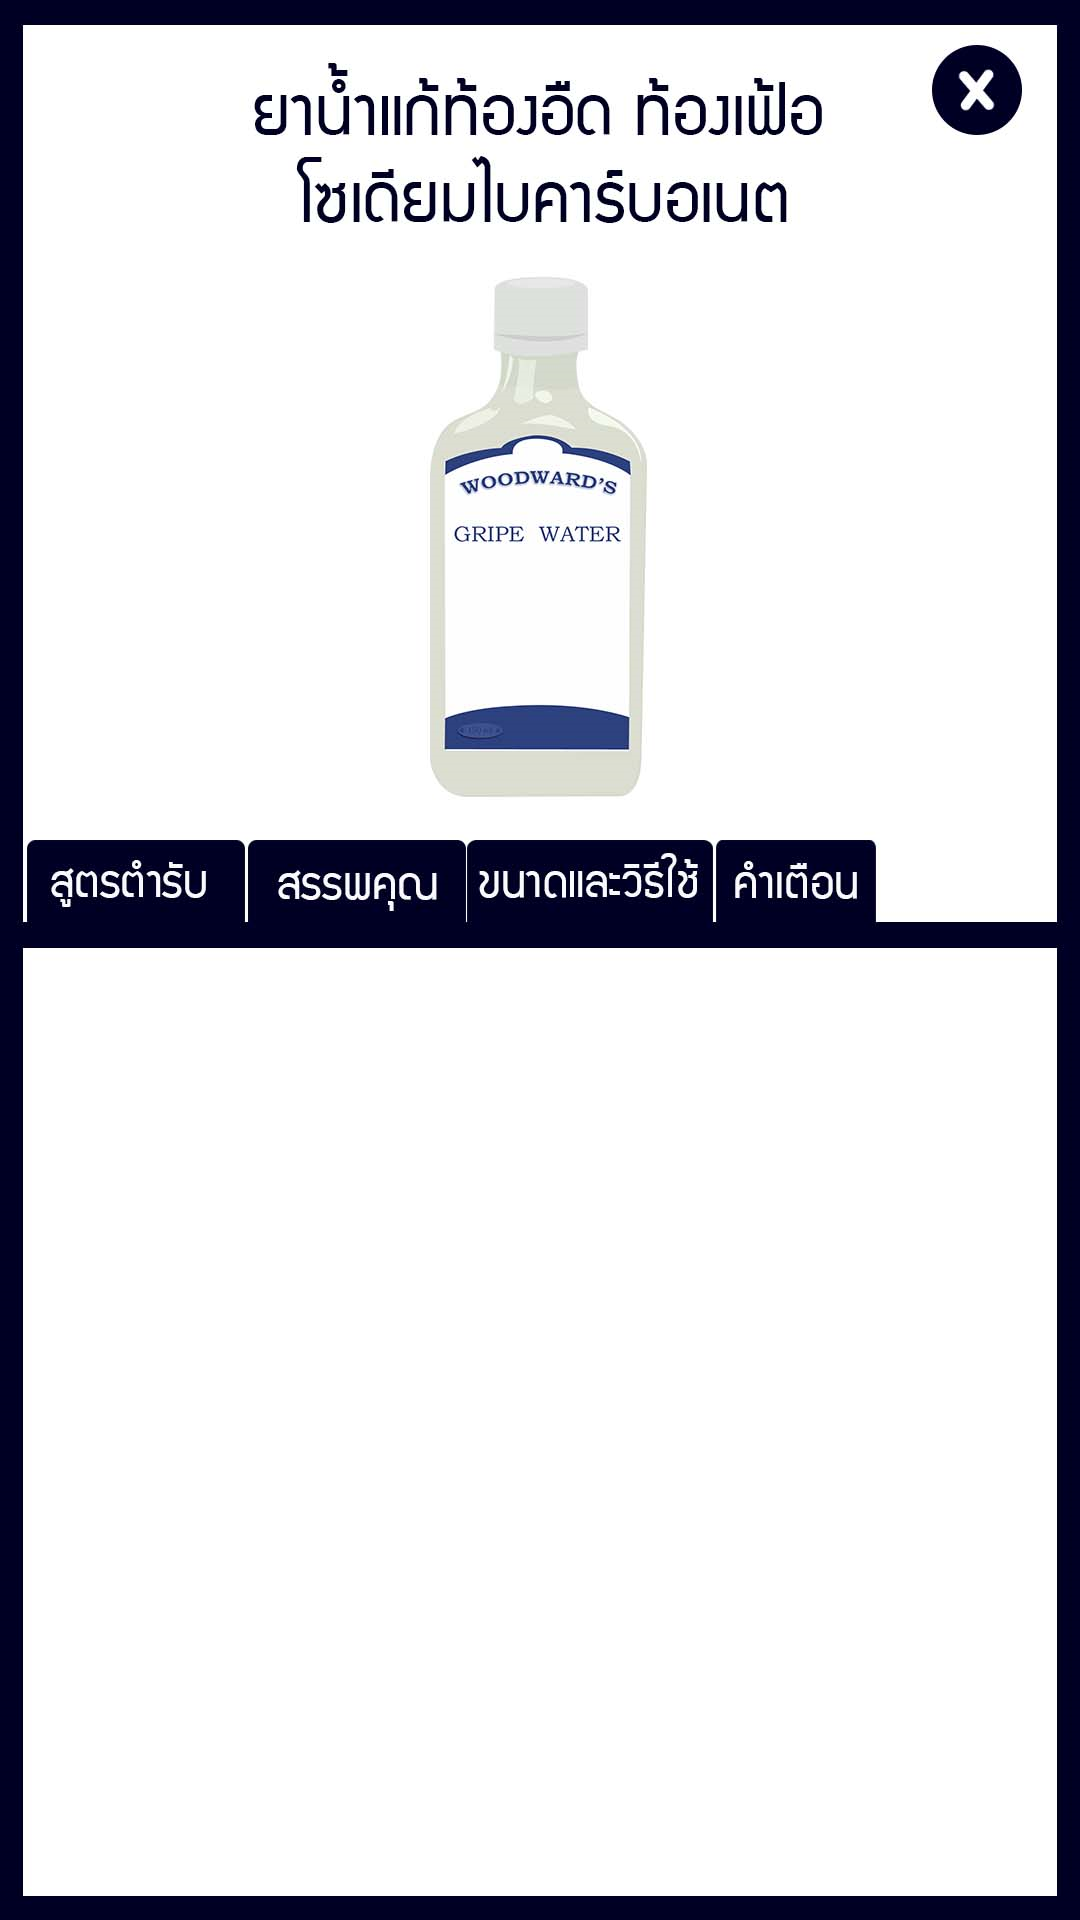 ยาน้ำแก้ท้องอืด ท้องเฟ้อ
โซเดียมไบคาร์บอเนต
X
WOODWARD'S
GRIPE WATER
สูตรตำรับ
สรรพคุณ
ขนาดและวิธีใช้
คำเตือน